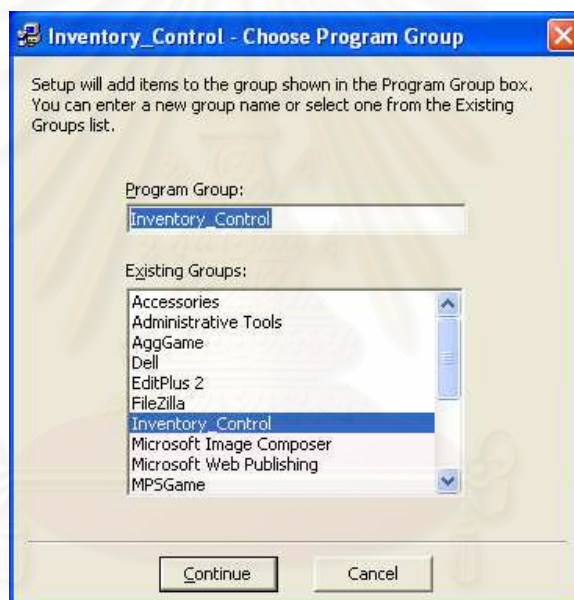 Inventory_Control - Choose Program Group
Setup will add items to the group shown in the Program Group box.
You can enter a new group name or select one from the Existing
Groups list.
Program Group:
Inventory_Control
Existing Groups:
Accessories
Administrative Tools
AggGame
Dell
EditPlus 2
FileZilla
Inventory_Control
Microsoft Image Composer
Microsoft Web Publishing
MPSGame
Continue
Cancel